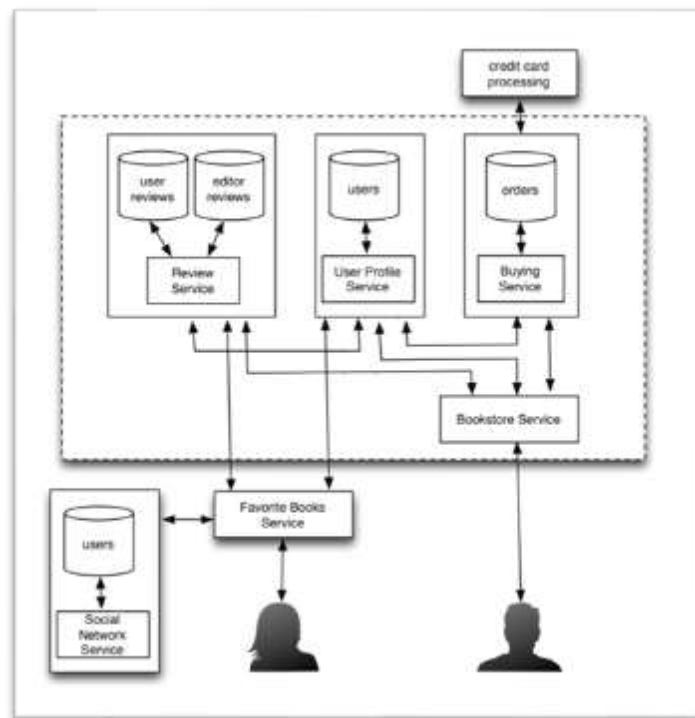 credit card
processing
user
reviews
editor
reviews
users
orders
Review
Service
User Profile
Service
Buying
Service
Bookstore Service
Favorite Books
Service
users
Social
Network
Service